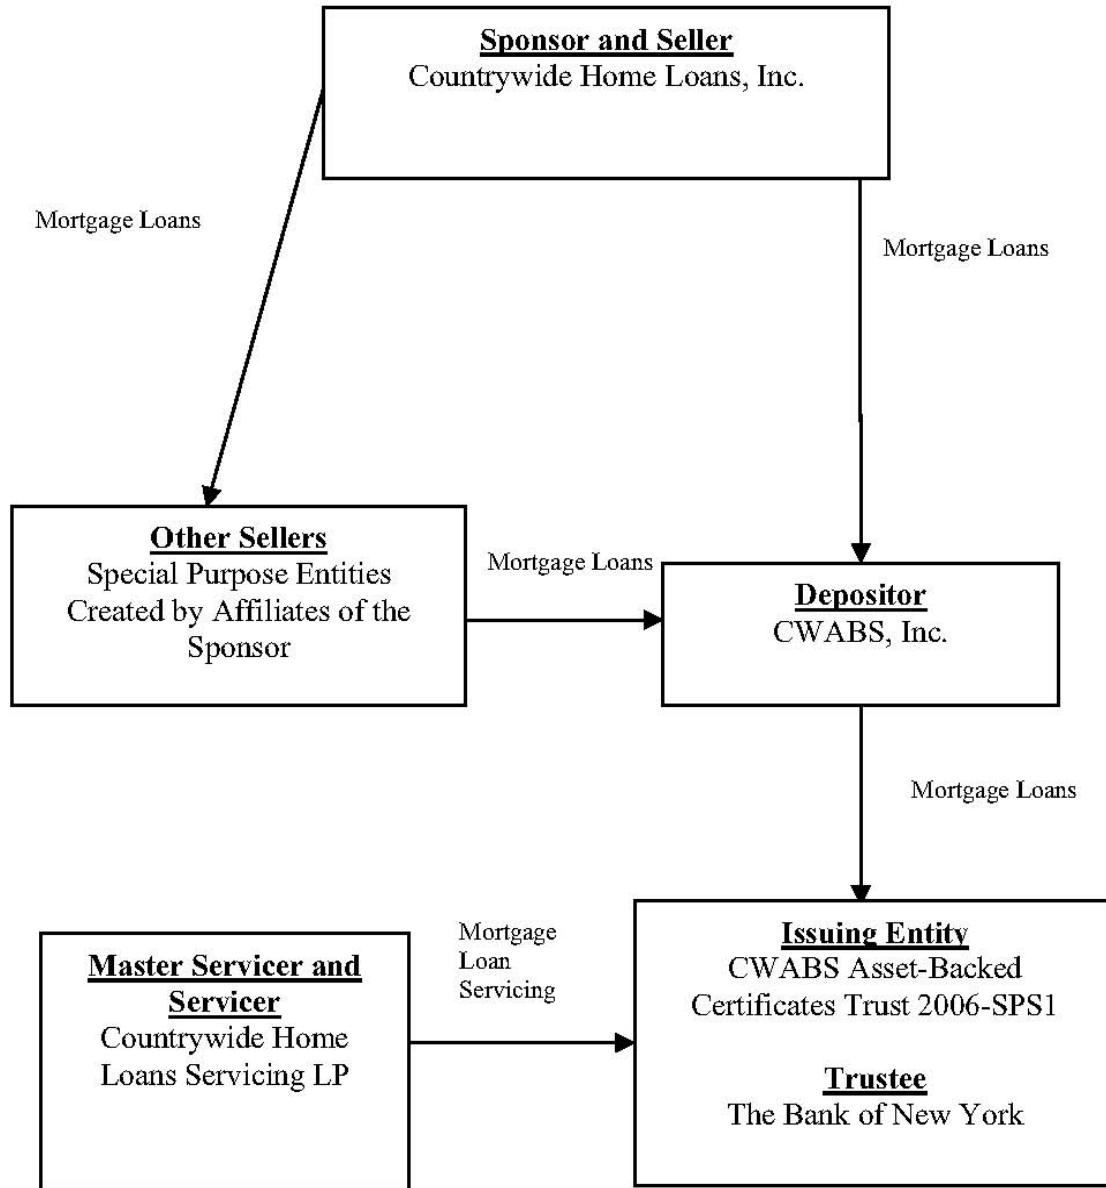 Sponsor and Seller
Countrywide Home Loans, Inc.
Mortgage Loans
Mortgage Loans
Other Sellers
Special Purpose Entities
Created by Affiliates of the
Sponsor
Mortgage Loans
Depositor
CWABS, Inc.
Mortgage Loans
Master Servicer and
Servicer
Countrywide Home
Loans Servicing LP
Mortgage
Loan
Servicing
Issuing Entity
CWABS Asset-Backed
Certificates Trust 2006-SPS1
Trustee
The Bank of New York